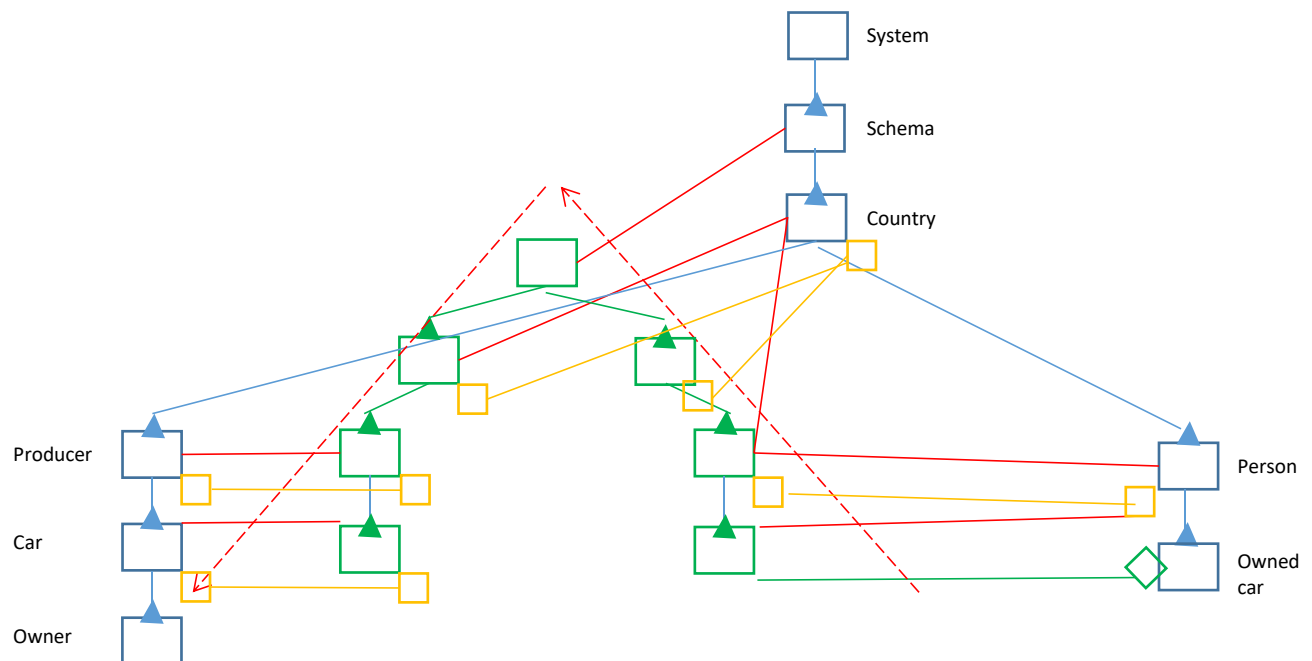 System
Schema
Country
Producer
Person
Car
Owned
car
Owner